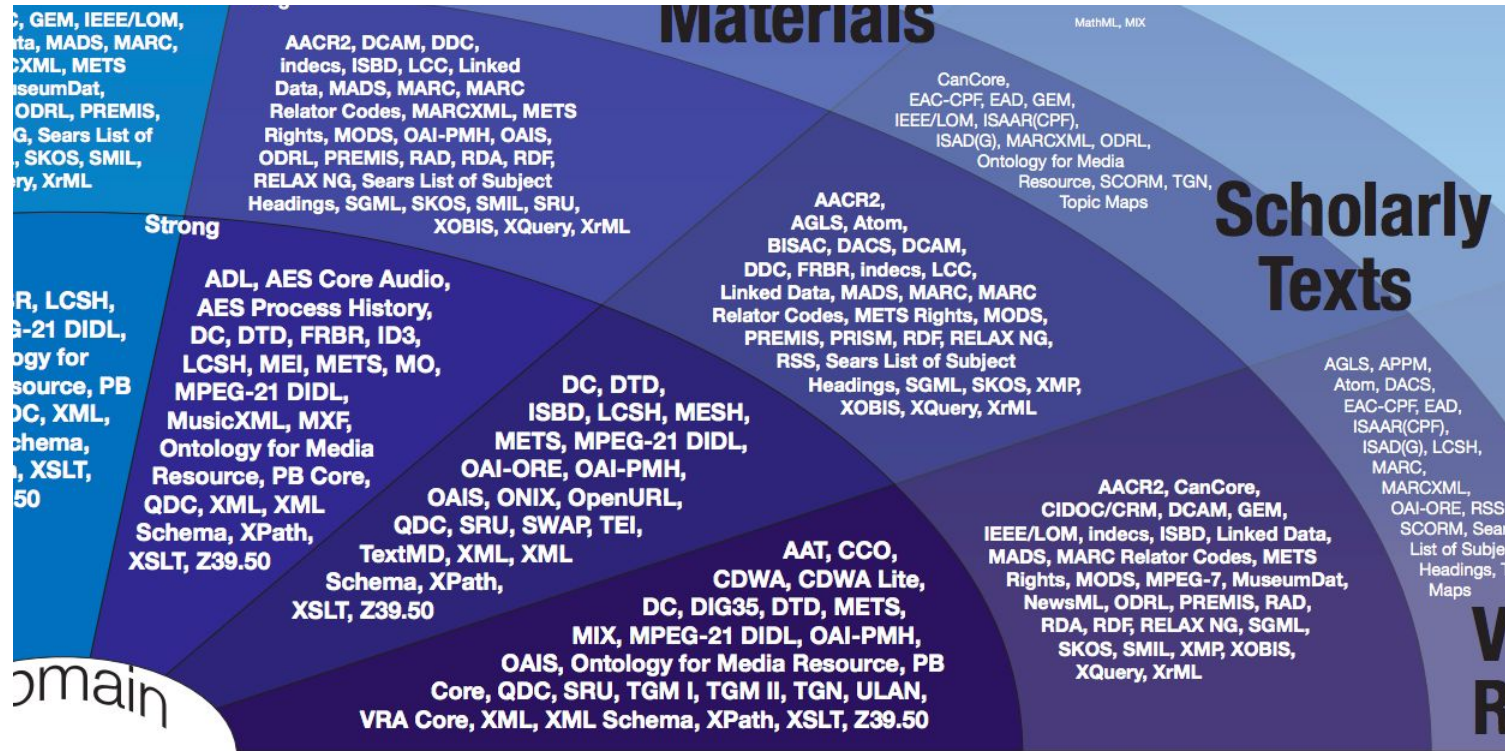 GEM, IEEE/LOM,
MADS, MARC,
METS
ODRL, PREMIS,
Sears List of
SKOS, SMIL,
XrML
LCSH,
DIDL,
for
PB
XML,
XSLT,
.50
Materials
AACR2, DCAM, DDC,
indecs, ISBD, LCC, Linked
Data, MADS, MARC, MARC
Relator Codes, MARCXML, METS
Rights, MODS, OAI-PMH, OAIS,
ODRL, PREMIS, RAD, RDA, RDF,
RELAX NG, Sears List of Subject
Headings, SGML, SKOS, SMIL, SRU,
XOBIS, XQuery, XrML
Strong
ADL, AES Core Audio,
AES Process History,
DC, DTD, FRBR, ID3,
LCSH, MEI, METS, MO,
MPEG-21 DIDL,
MusicXML, MXF,
Ontology for Media
Resource, PB Core,
QDC, XML, XML
Schema, XPath,
XSLT, Z39.50
MathML, MIX
CanCore,
EAC-CPF, EAD, GEM,
IEEE/LOM, ISAAR(CPF),
ISAD(G), MARCXML, ODRL,
Ontology for Media
Resource, SCORM, TGN,
Topic Maps
Scholarly
Texts
AACR2,
AGLS, Atom,
BISAC, DACS, DCAM,
DDC, FRBR, indecs, LCC,
Linked Data, MADS, MARC, MARC
Relator Codes, METS Rights, MODS,
PREMIS, PRISM, RDF, RELAX NG,
RSS, Sears List of Subject
Headings, SGML, SKOS, XMP,
XOBIS, XQuery, XrML
DC, DTD,
ISBD, LCSH, MESH,
METS, MPEG-21 DIDL,
OAI-ORE, OAI-PMH,
OAIS, ONIX, OpenURL,
QDC, SRU, SWAP, TEI,
TextMD, XML, XML
Schema, XPath,
XSLT, Z39.50
AGLS, APPM,
Atom, DACS,
EAC-CPF, EAD,
ISAAR(CPF),
ISAD(G), LCSH,
MARC,
MARCXML,
OAI-ORE, RSS
SCORM,
List of
Headings,
Maps
AACR2, CanCore,
CIDOC/CRM, DCAM, GEM,
IEEE/LOM, indecs, ISBD, Linked Data,
MADS, MARC Relator Codes, METS
Rights, MODS, MPEG-7, MuseumDat,
NewsML, ODRL, PREMIS, RAD,
RDA, RDF, RELAX NG, SGML,
SKOS, SMIL, XMP, XOBIS,
XQuery, XrML
AAT, CCO,
CDWA, CDWA Lite,
DC, DIG35, DTD, METS,
MIX, MPEG-21 DIDL, OAI-PMH,
OAIS, Ontology for Media Resource, PB
Core, QDC, SRU, TGM I, TGM II, TGN, ULAN,
VRA Core, XML, XML Schema, XPath, XSLT, Z39.50